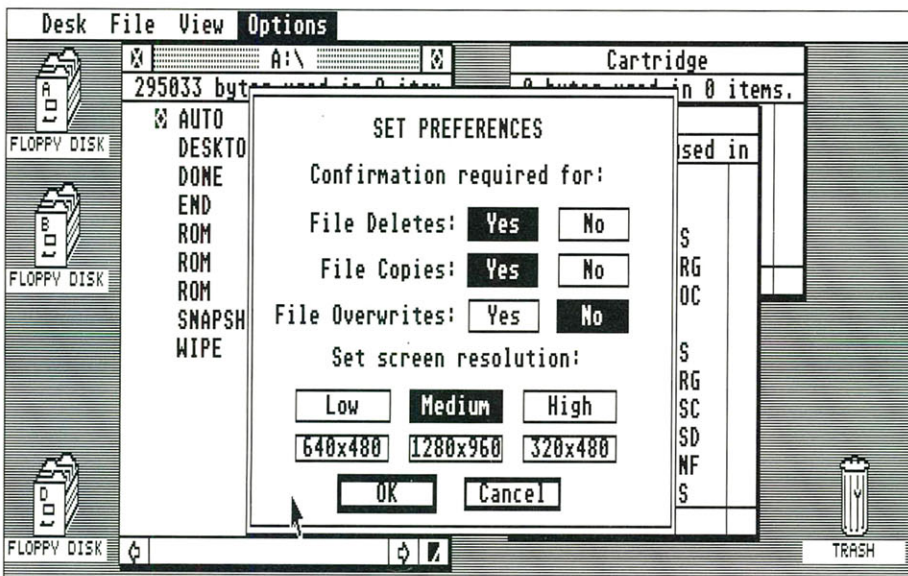 Desk File View Options
A:\
295033 byt
Cartridge
in 0 items.
AUTO
DESKTO
DONE
END
ROM
ROM
ROM
SNAPSH
WIPE
FLOPPY DISK
FLOPPY DISK
FLOPPY DISK
A
B
D
SET PREFERENCES
Confirmation required for:
File Deletes: Yes No
File Copies: Yes No
File Overwrites: Yes No
Set screen resolution:
Low Medium High
640x480 1280x960 320x480
OK Cancel
used in
S
RG
OC
S
RG
SC
SD
NF
S
TRASH